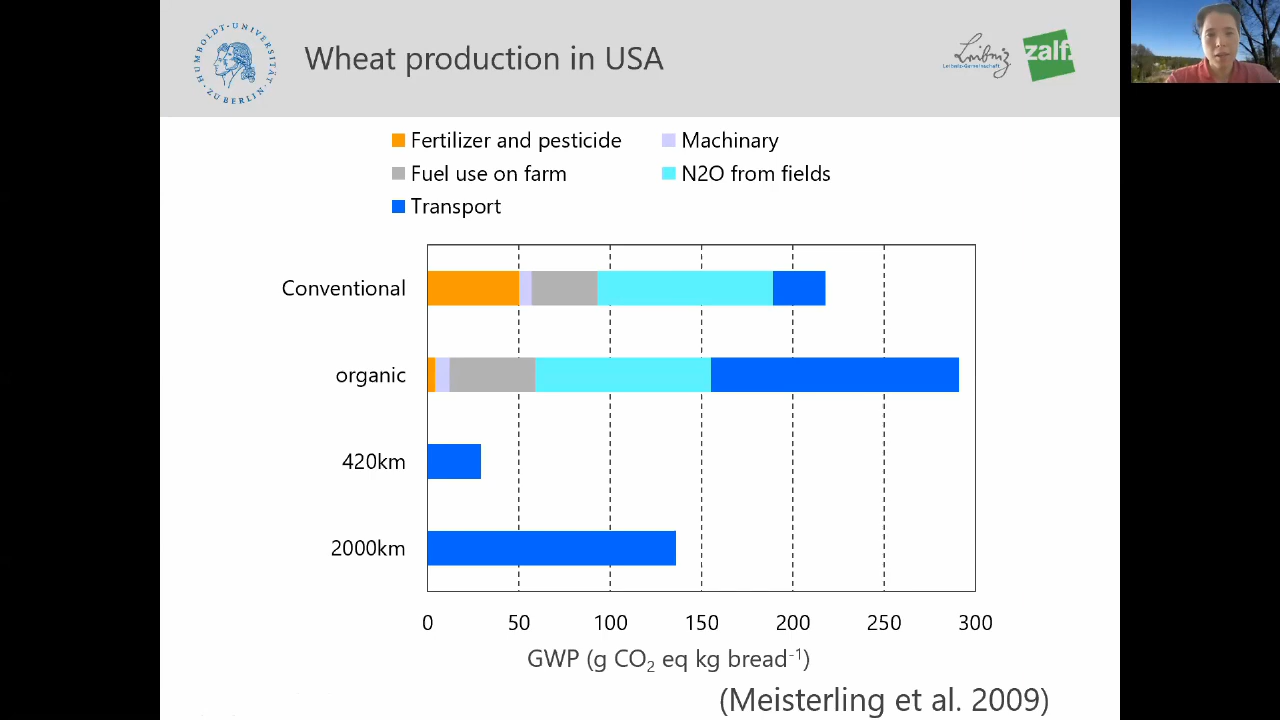 HUMBOLDT-UNIVERSITÄT
ZU BERLIN
Wheat production in USA
Leibniz
Leibniz-Gemeinschaft
zalf
Fertilizer and pesticide
Machinary
Fuel use on farm
N2O from fields
Transport
Conventional
organic
420km
2000km
0 50 100 150 200 250 300
GWP (g CO₂ eq kg bread⁻¹)
(Meisterling et al. 2009)